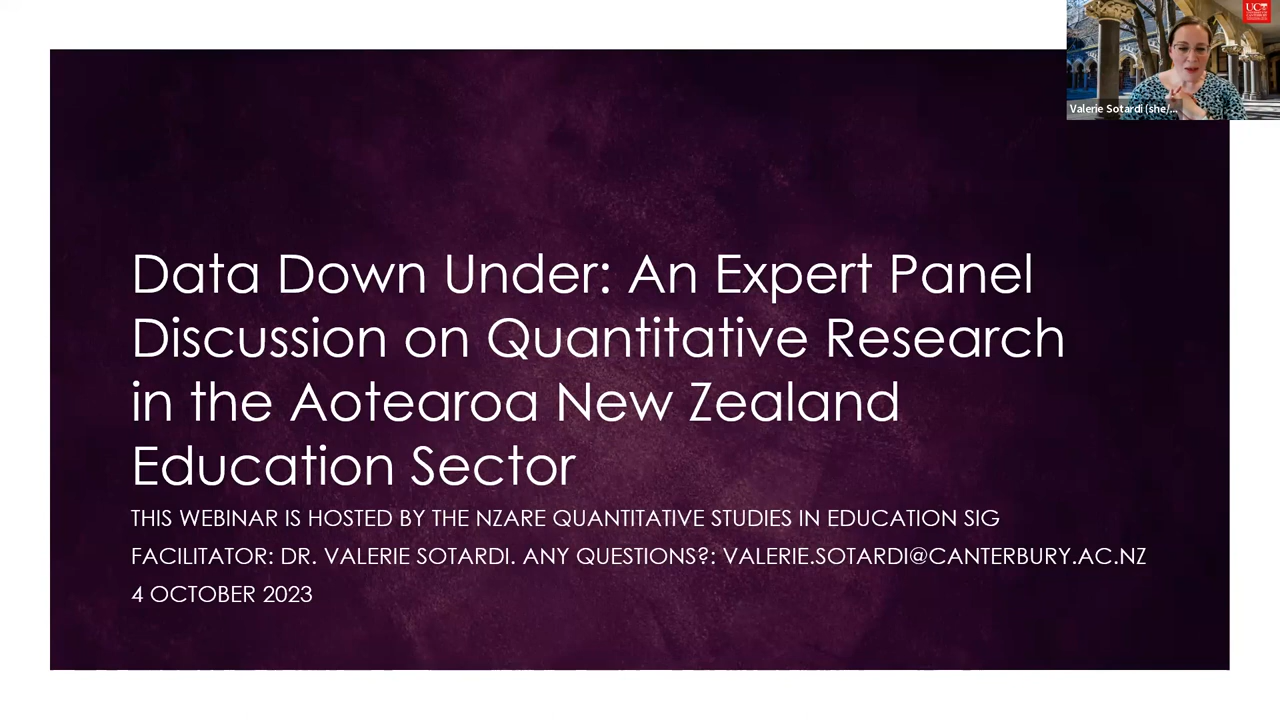 UC
Valerie Sotardi (she/...
Data Down Under: An Expert Panel
Discussion on Quantitative Research
in the Aotearoa New Zealand
Education Sector
THIS WEBINAR IS HOSTED BY THE NZARE QUANTITATIVE STUDIES IN EDUCATION SIG
FACILITATOR: DR. VALERIE SOTARDI. ANY QUESTIONS?: VALERIE.SOTARDI@CANTERBURY.AC.NZ
4 OCTOBER 2023